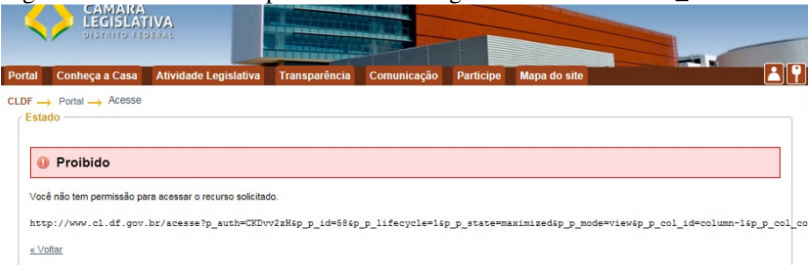 CÂMARA
LEGISLATIVA
DISTRITO FEDERAL
Portal Conheça a Casa Atividade Legislativa Transparência Comunicação Participe Mapa do site
CLDF → Portal → Acesse
Estado
Proibido
Você não tem permissão para acessar o recurso solicitado.
http://www.cl.df.gov.br/acesse?p_auth=CKDvv2zH&p_p_id=58&p_p_lifecycle=1&p_p_state=maximized&p_p_mode=view&p_p_col_id=column-1&p_p_col_co
« Voltar